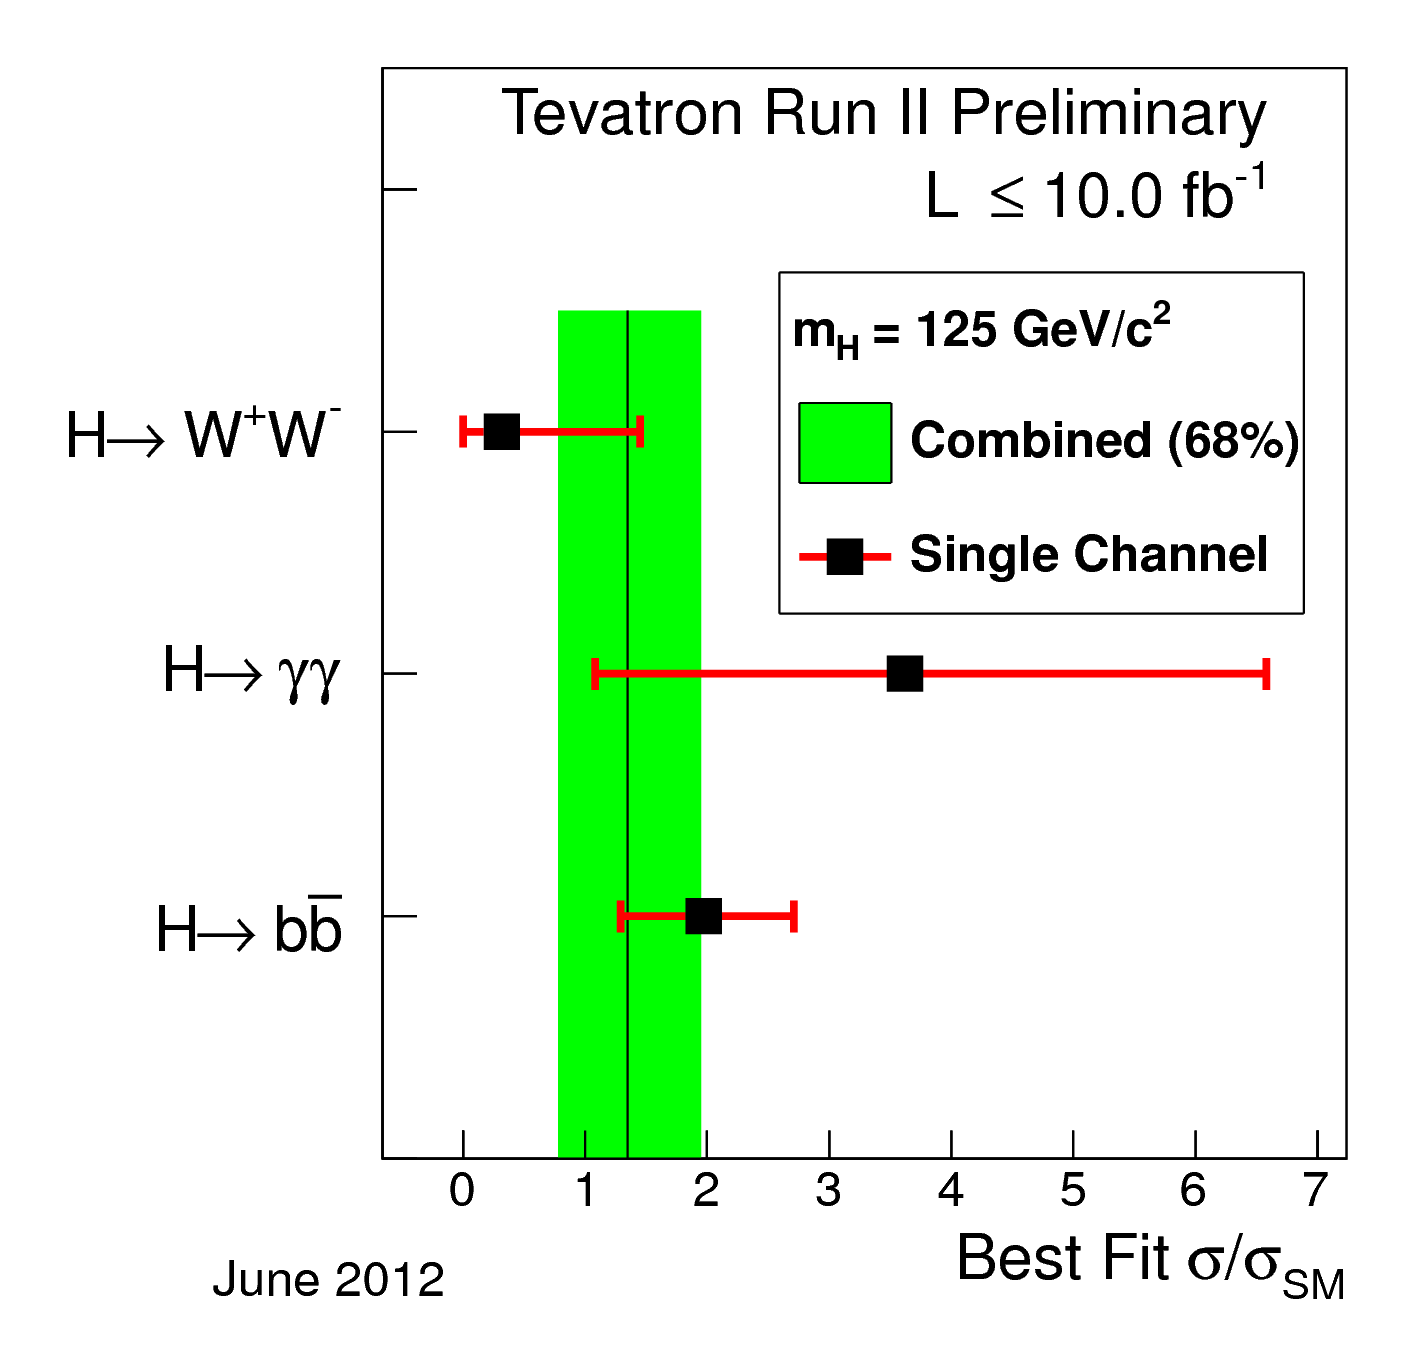 Tevatron Run II Preliminary
L ≤ 10.0 fb⁻¹
m_H = 125 GeV/c²
Combined (68%)
Single Channel
H→ W⁺W⁻
H→ γγ
H→ bb̅
0 1 2 3 4 5 6 7
Best Fit σ/σ_SM
June 2012